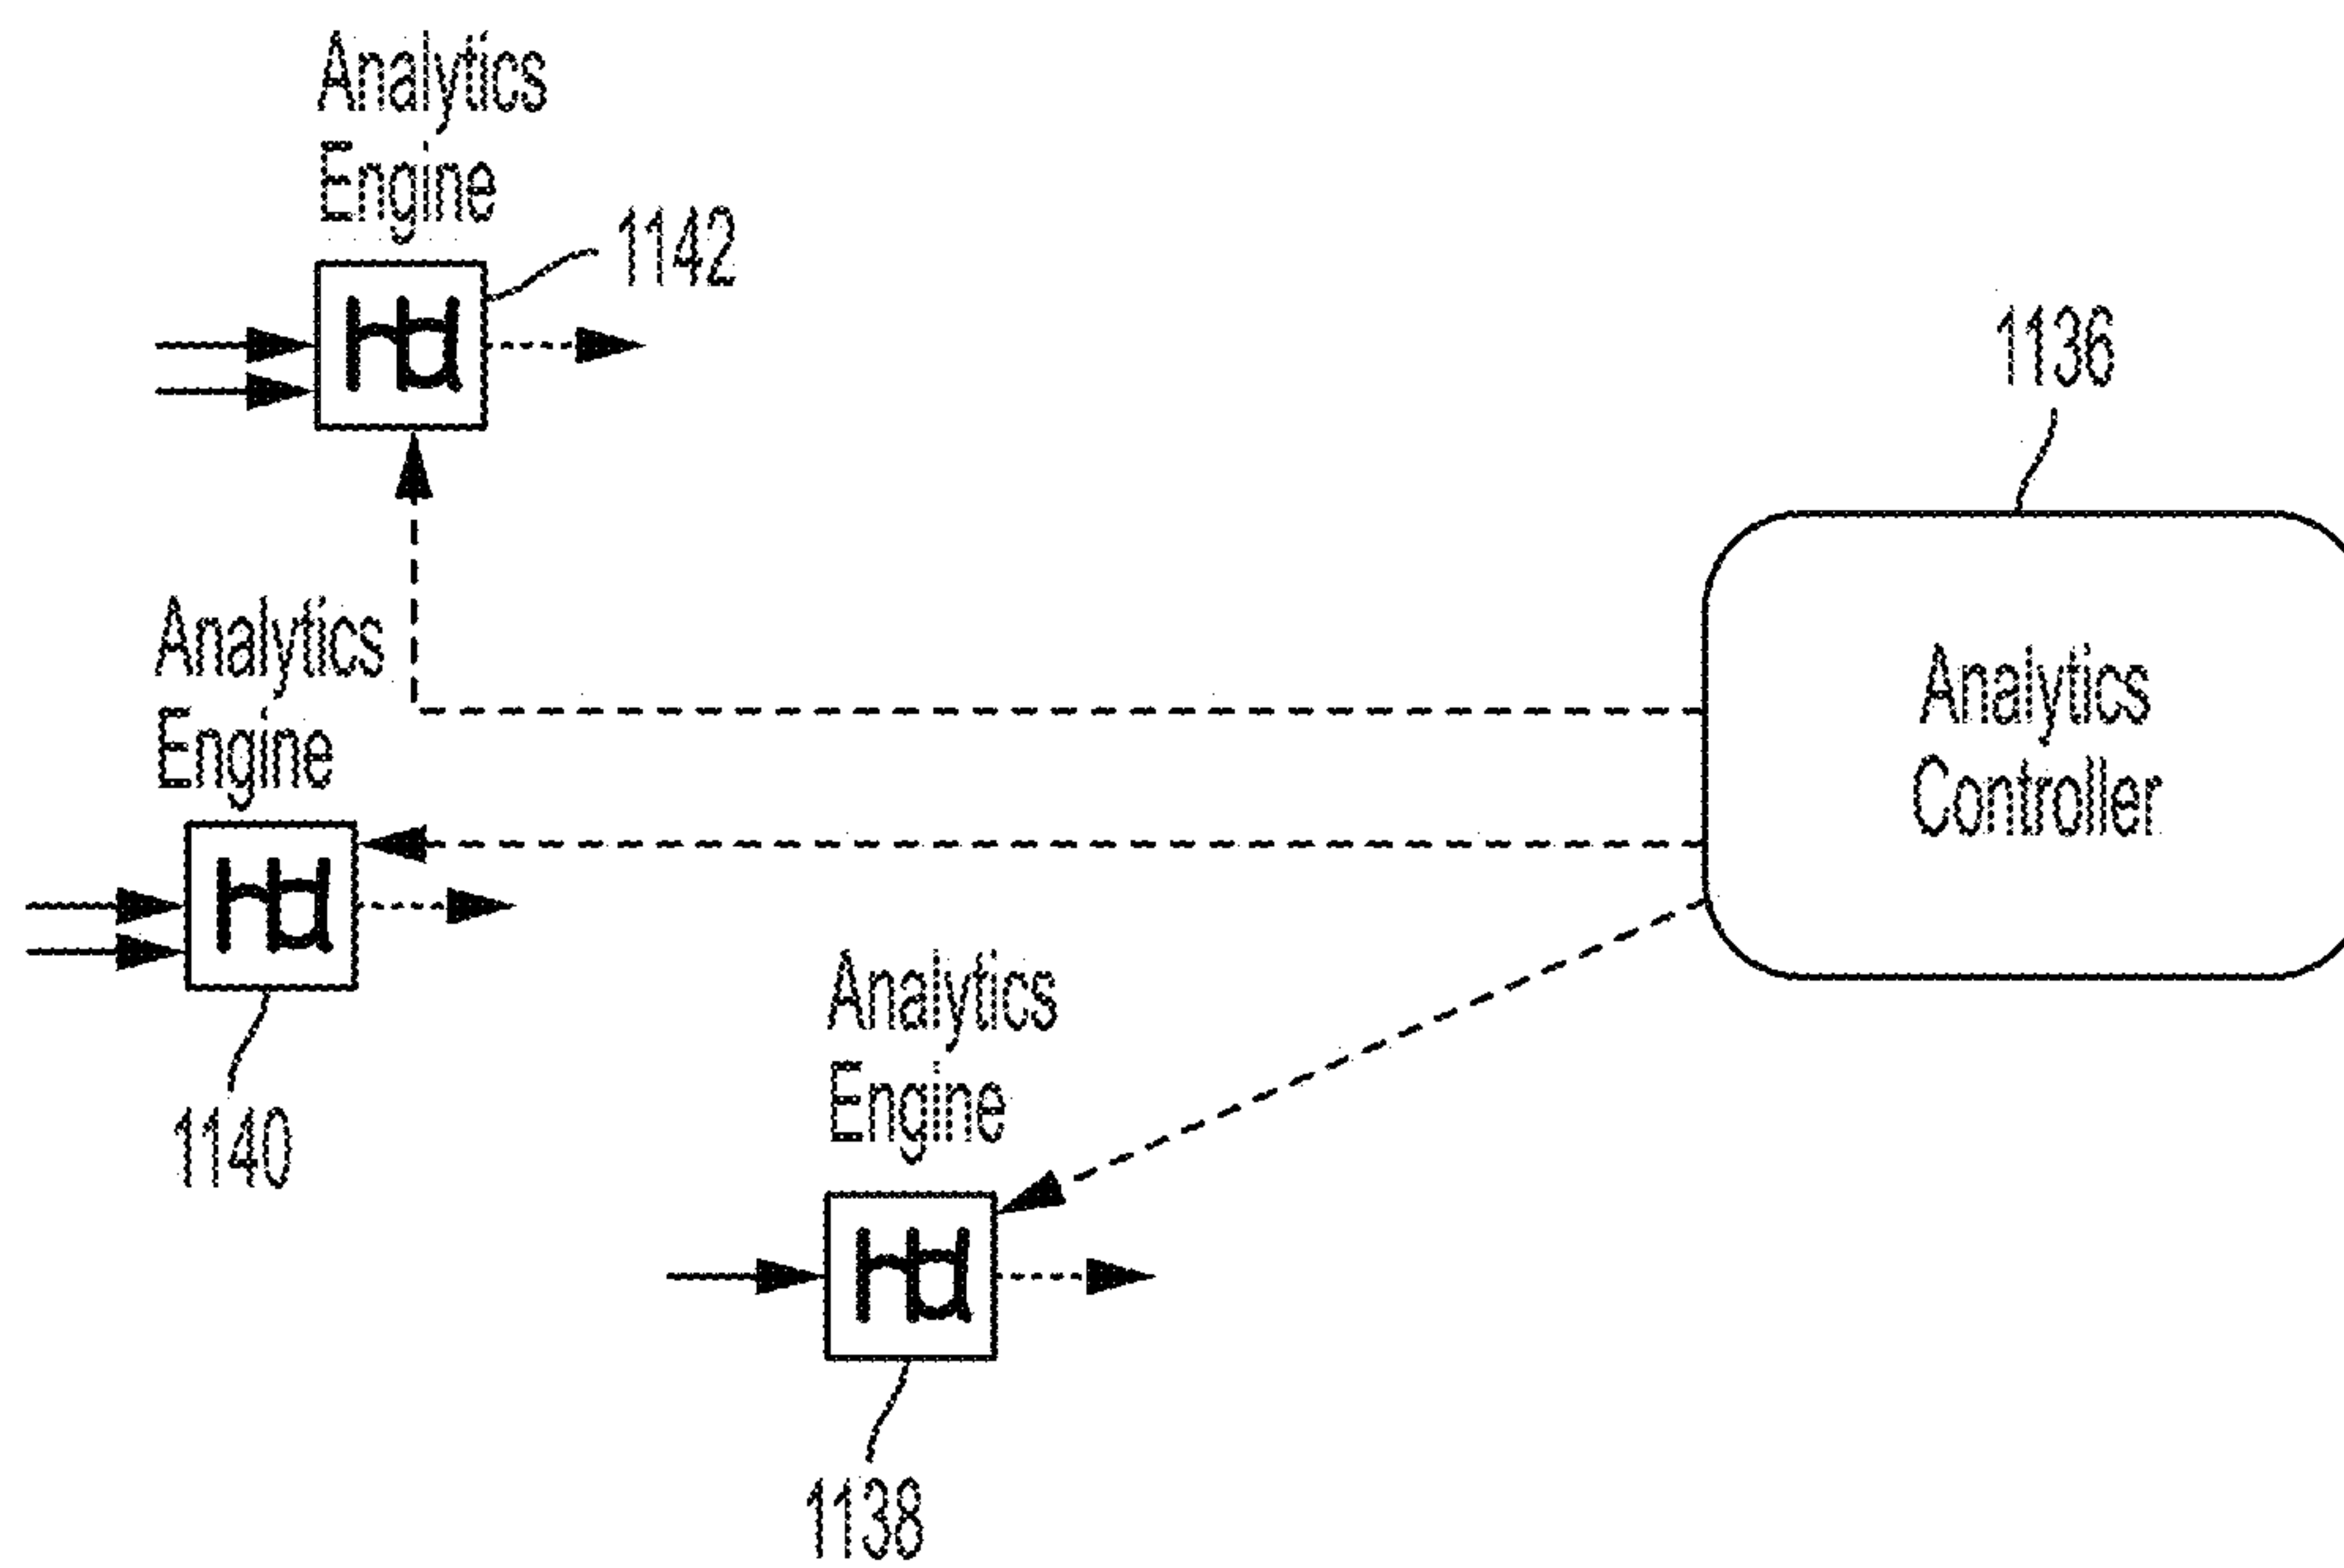 Analytics
Engine
1142
1136
Analytics
Engine
Analytics
Controller
1140
Analytics
Engine
1138